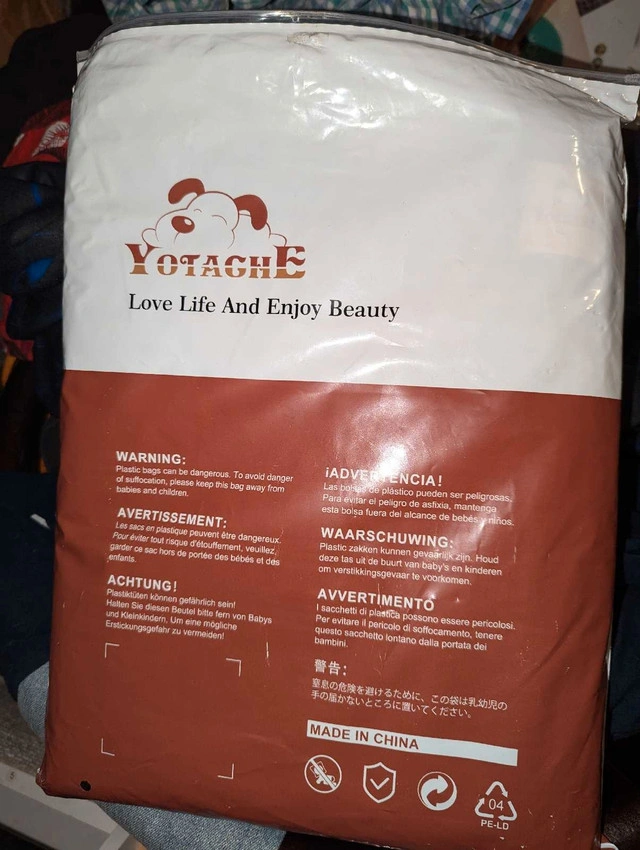 YOTAGHE
Love Life And Enjoy Beauty
WARNING:
Plastic bags can be dangerous. To avoid danger
of suffocation, please keep this bag away from
babies and children.
AVERTISSEMENT:
Les sacs en plastique peuvent être dangereux.
Pour éviter tout risque d'étouffement, veuillez,
garder ce sac hors de portée des bébés et des
enfants.
ACHTUNG!
Plastiktüten können gefährlich sein!
Halten Sie diesen Beutel bitte fern von Babys
und Kleinkindern. Um eine mögliche
Erstickungsgefahr zu vermeiden!
¡ADVERTENCIA!
Las bolsas de plástico pueden ser peligrosas.
Para evitar el peligro de asfixia, mantenga
esta bolsa fuera del alcance de bebés y niños.
WAARSCHUWING:
Plastic zakken kunnen gevaarlijk zijn. Houd
deze tas uit de buurt van baby's en kinderen
om verstikkingsgevaar te voorkomen.
AVVERTIMENTO
I sacchetti di plastica possono essere pericolosi.
Per evitare il pericolo di soffocamento, tenere
questo sacchetto lontano dalla portata dei
bambini.
警告:
窒息の危険を避けるために、この袋は乳幼児の
手の届かないところに置いてください。
MADE IN CHINA
04
PE-LD